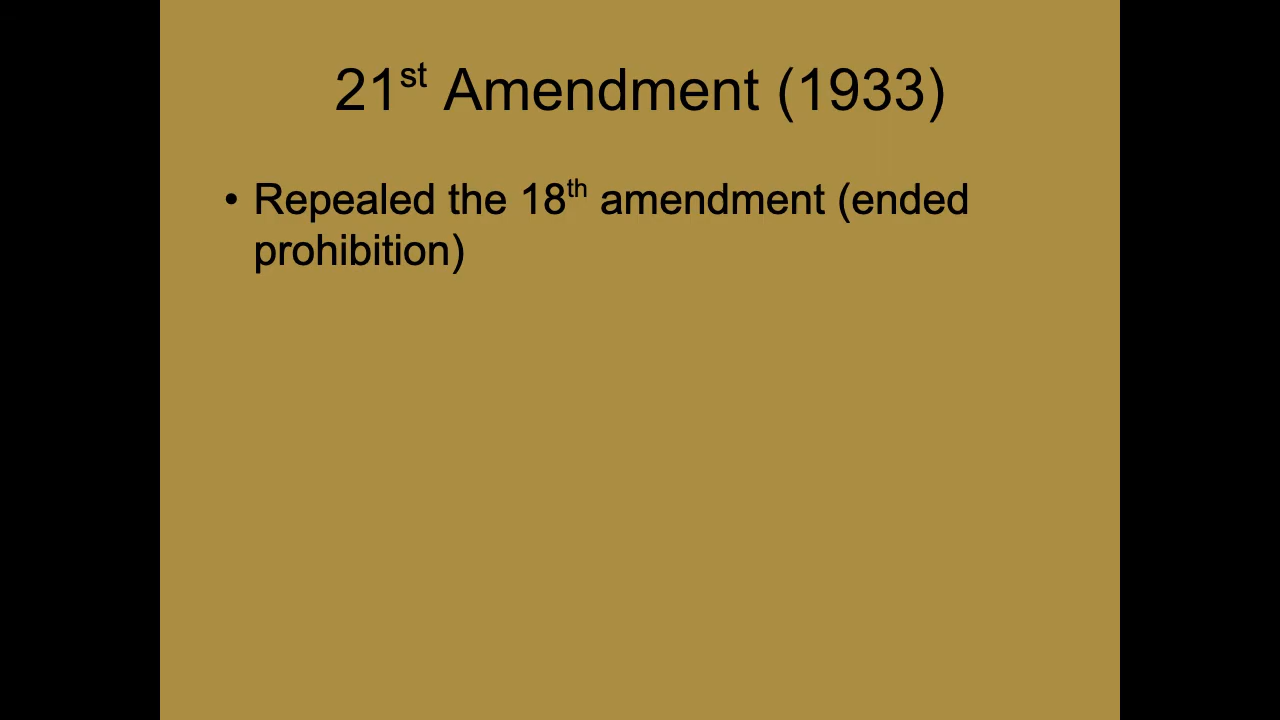 21st Amendment (1933)
• Repealed the 18th amendment (ended
prohibition)